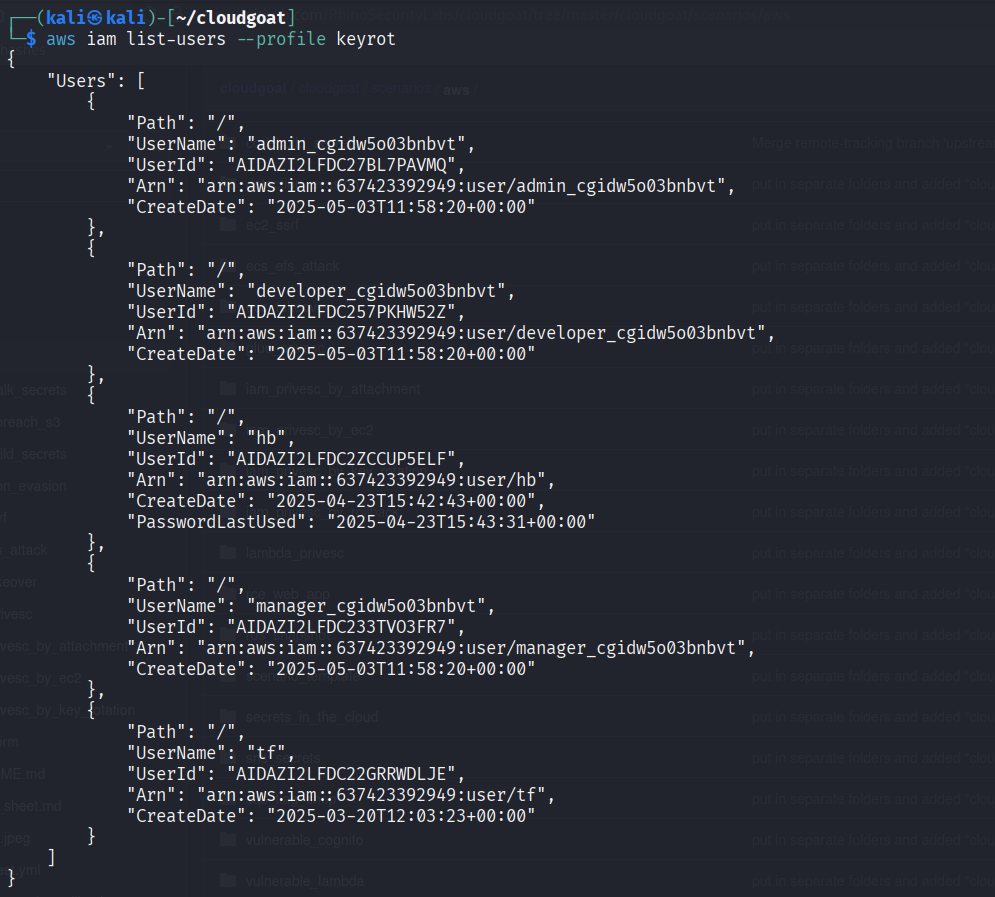 ┌──(kali㉿kali)-[~/cloudgoat]
└─$ aws iam list-users --profile keyrot
{
    "Users": [
        {
            "Path": "/",
            "UserName": "admin_cgidw5o03bnbvt",
            "UserId": "AIDAZI2LFDC27BL7PAVMQ",
            "Arn": "arn:aws:iam::637423392949:user/admin_cgidw5o03bnbvt",
            "CreateDate": "2025-05-03T11:58:20+00:00"
        },
        {
            "Path": "/",
            "UserName": "developer_cgidw5o03bnbvt",
            "UserId": "AIDAZI2LFDC257PKHW52Z",
            "Arn": "arn:aws:iam::637423392949:user/developer_cgidw5o03bnbvt",
            "CreateDate": "2025-05-03T11:58:20+00:00"
        },
        {
            "Path": "/",
            "UserName": "hb",
            "UserId": "AIDAZI2LFDC2ZCCUP5ELF",
            "Arn": "arn:aws:iam::637423392949:user/hb",
            "CreateDate": "2025-04-23T15:42:43+00:00",
            "PasswordLastUsed": "2025-04-23T15:43:31+00:00"
        },
        {
            "Path": "/",
            "UserName": "manager_cgidw5o03bnbvt",
            "UserId": "AIDAZI2LFDC233TVO3FR7",
            "Arn": "arn:aws:iam::637423392949:user/manager_cgidw5o03bnbvt",
            "CreateDate": "2025-05-03T11:58:20+00:00"
        },
        {
            "Path": "/",
            "UserName": "tf",
            "UserId": "AIDAZI2LFDC22GRRWDLJE",
            "Arn": "arn:aws:iam::637423392949:user/tf",
            "CreateDate": "2025-03-20T12:03:23+00:00"
        }
    ]
}